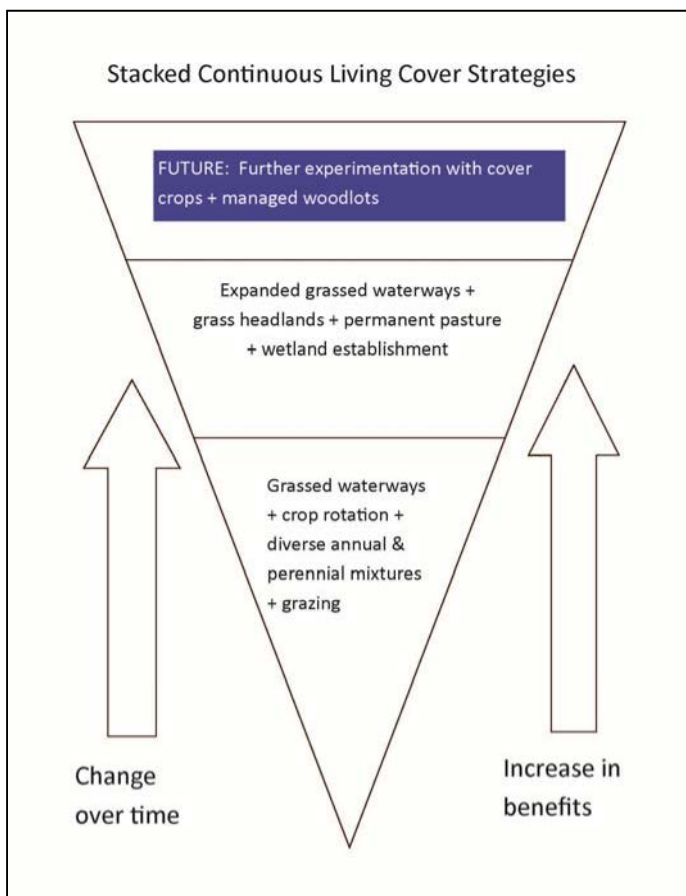 Stacked Continuous Living Cover Strategies
FUTURE:  Further experimentation with cover
crops + managed woodlots
Expanded grassed waterways +
grass headlands + permanent pasture
+ wetland establishment
Grassed waterways
+ crop rotation +
diverse annual &
perennial mixtures
+ grazing
Change
over time
Increase in
benefits